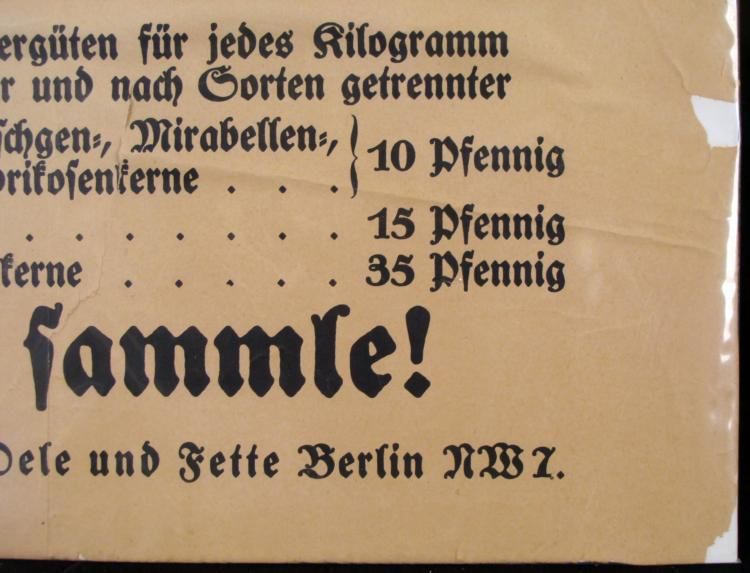 ergüten für jedes Kilogramm
r und nach Sorten getrennter
schgen=, Mirabellen=,
rikosenkerne . . . 10 Pfennig
. . . . . . . . 15 Pfennig
kerne . . . . . 35 Pfennig
sammle!
Oele und Fette Berlin NW 7.